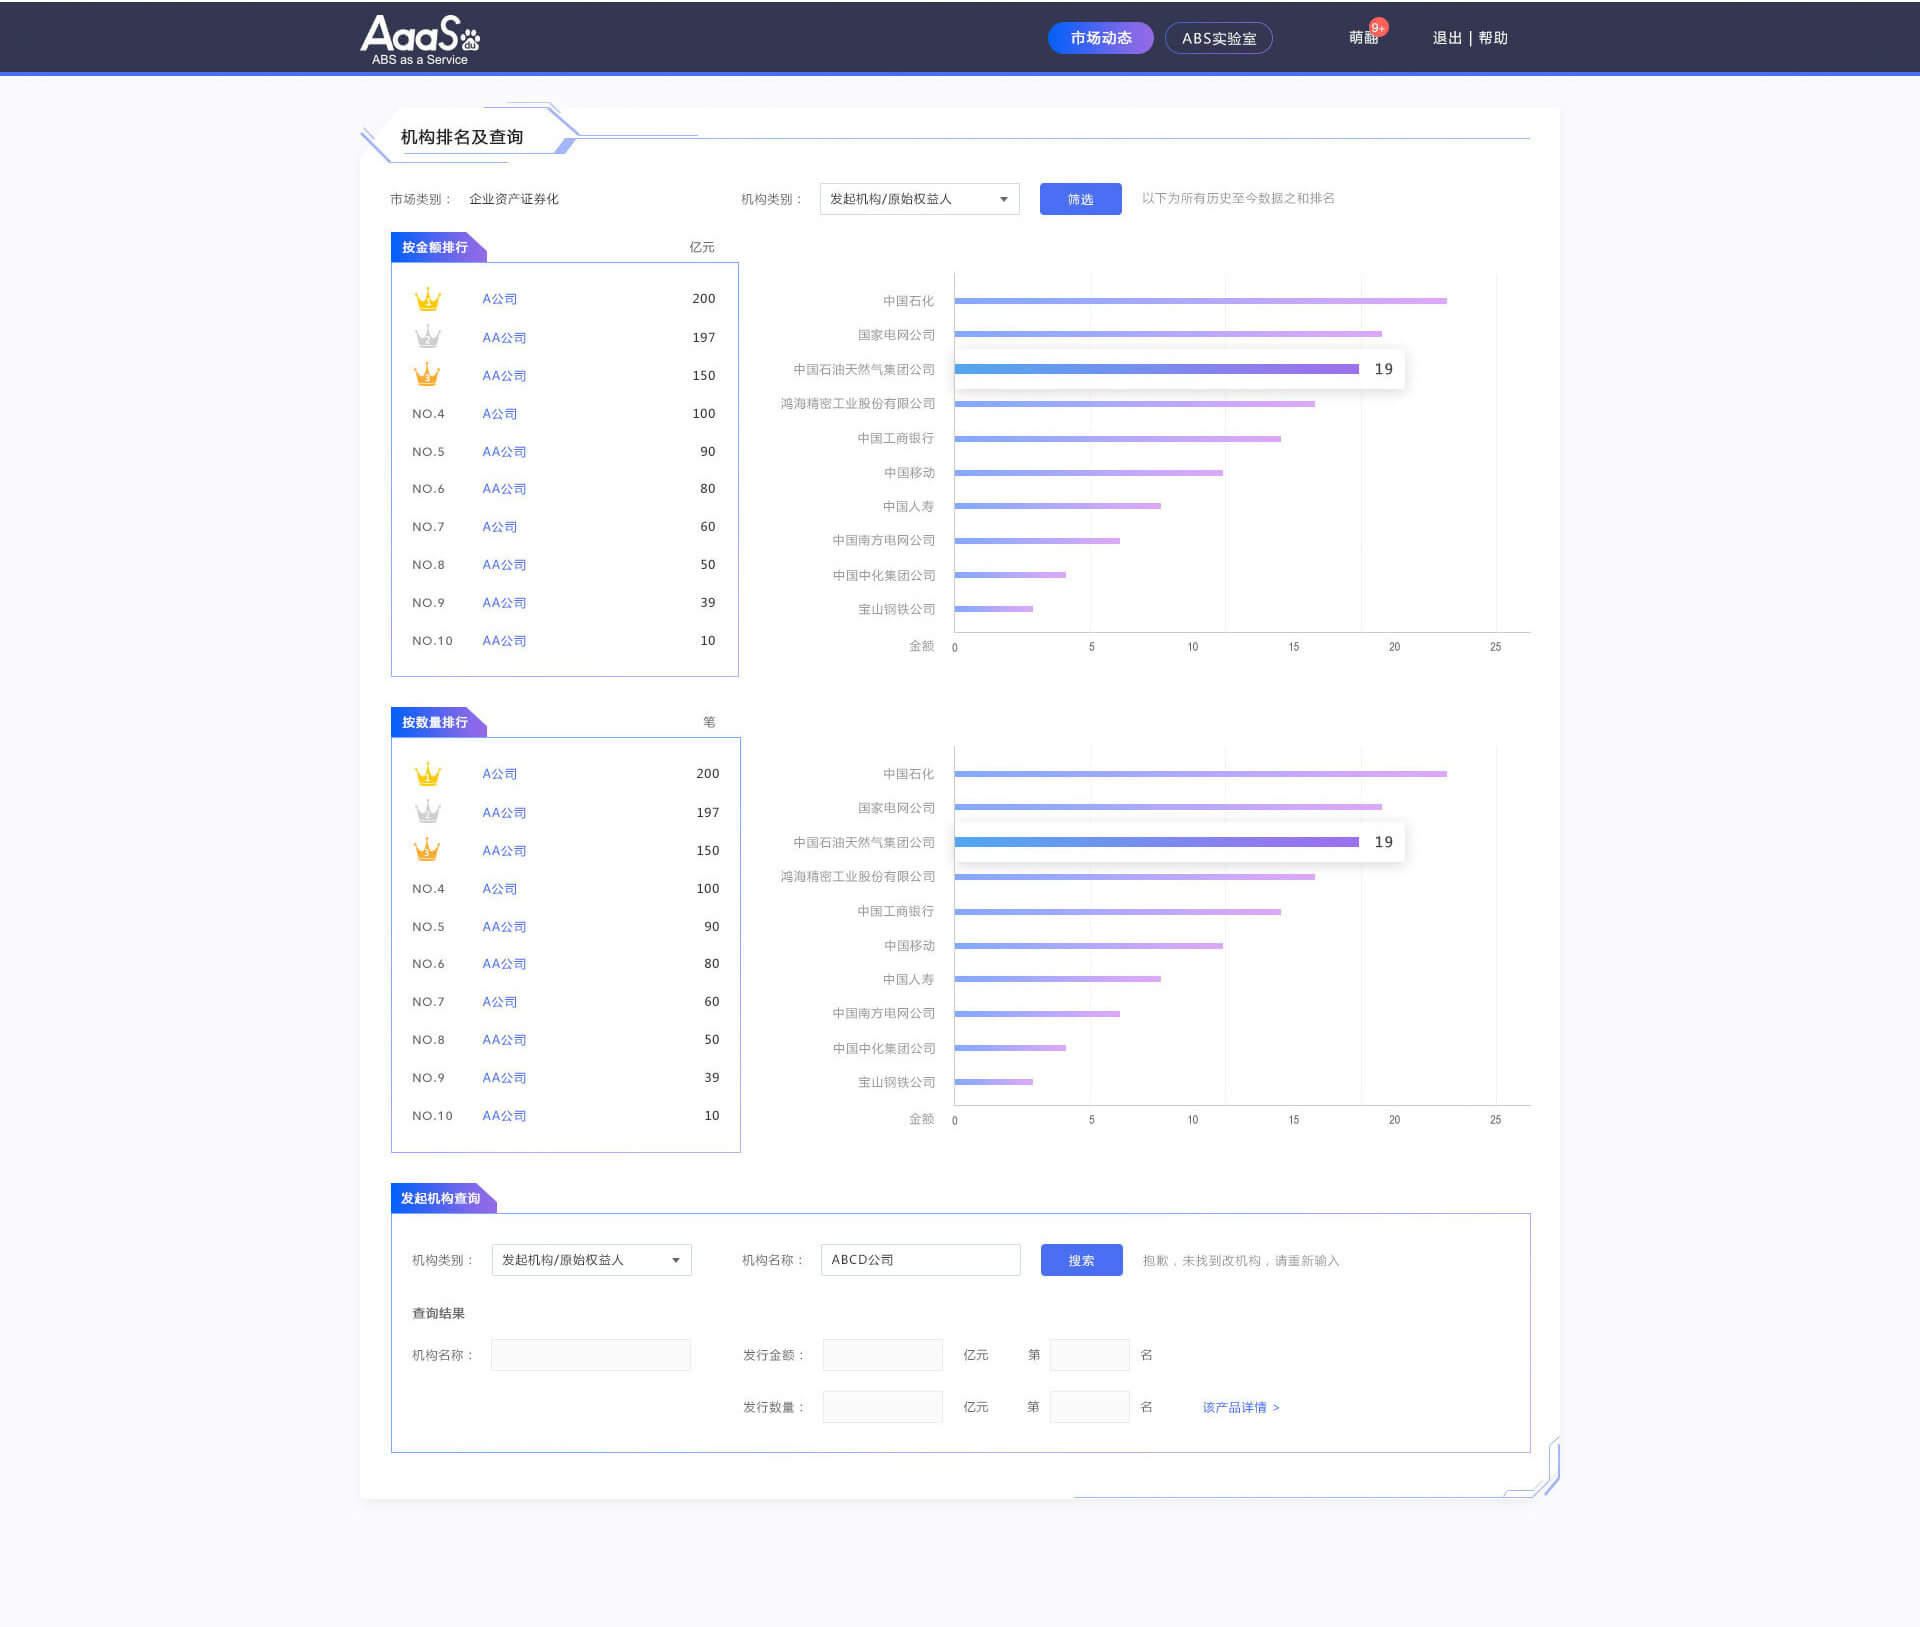 AaaS du
ABS as a Service
市场动态
ABS实验室
萌翻
9+
退出 | 帮助
机构排名及查询
市场类别： 企业资产证券化
机构类别： 发起机构/原始权益人
筛选
以下为所有历史至今数据之和排名
按金额排行 亿元
1 A公司 200
2 AA公司 197
3 AA公司 150
NO.4 A公司 100
NO.5 AA公司 90
NO.6 AA公司 80
NO.7 A公司 60
NO.8 AA公司 50
NO.9 AA公司 39
NO.10 AA公司 10
中国石化
国家电网公司
中国石油天然气集团公司 19
鸿海精密工业股份有限公司
中国工商银行
中国移动
中国人寿
中国南方电网公司
中国中化集团公司
宝山钢铁公司
金额 0 5 10 15 20 25
按数量排行 笔
1 A公司 200
2 AA公司 197
3 AA公司 150
NO.4 A公司 100
NO.5 AA公司 90
NO.6 AA公司 80
NO.7 A公司 60
NO.8 AA公司 50
NO.9 AA公司 39
NO.10 AA公司 10
中国石化
国家电网公司
中国石油天然气集团公司 19
鸿海精密工业股份有限公司
中国工商银行
中国移动
中国人寿
中国南方电网公司
中国中化集团公司
宝山钢铁公司
金额 0 5 10 15 20 25
发起机构查询
机构类别： 发起机构/原始权益人
机构名称： ABCD公司
搜索
抱歉，未找到改机构，请重新输入
查询结果
机构名称：
发行金额： 亿元 第 名
发行数量： 亿元 第 名 该产品详情 >